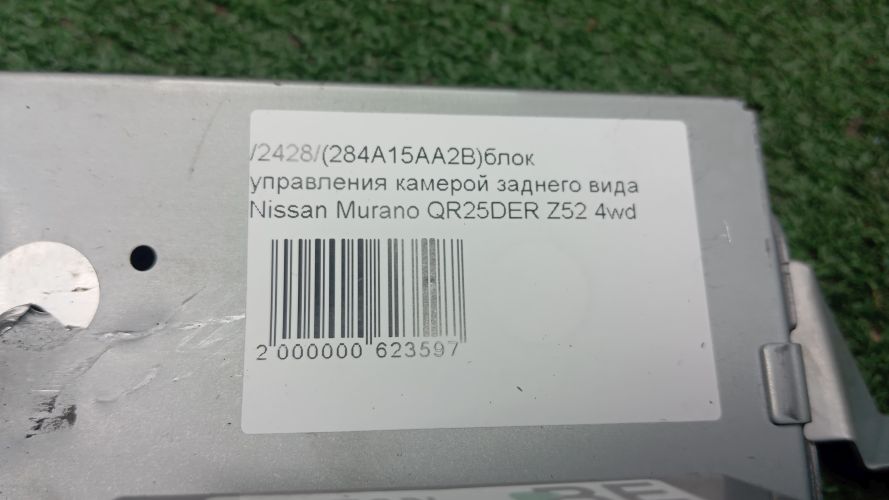 /2428/(284A15AA2B)блок
управления камерой заднего вида
Nissan Murano QR25DER Z52 4wd
2 000000 623597